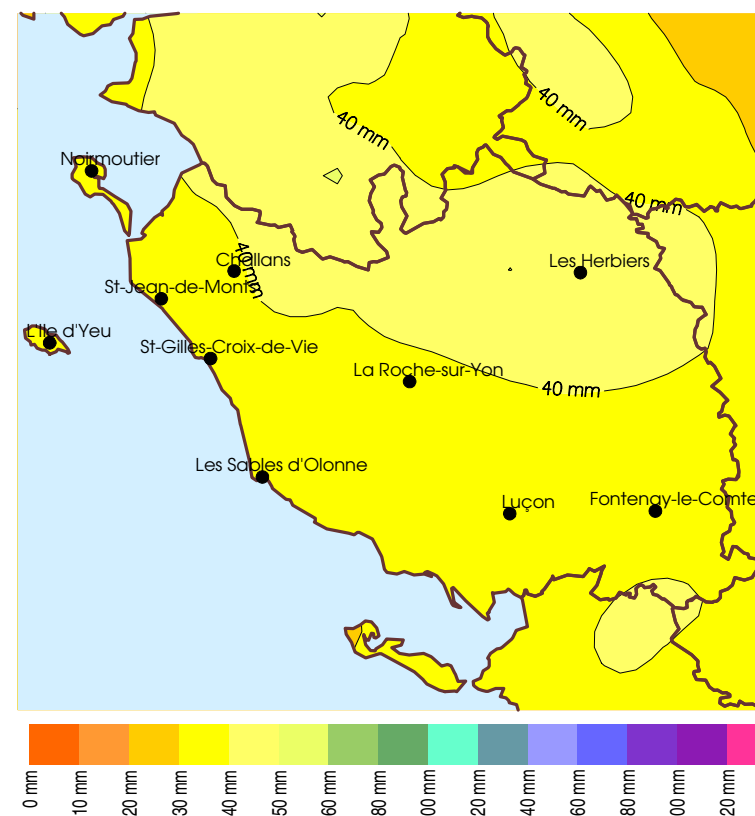 40 mm
40 mm
Noirmoutier
40 mm
Challans
40 mm
Les Herbiers
St-Jean-de-Monts
L'Ile d'Yeu
St-Gilles-Croix-de-Vie
La Roche-sur-Yon
40 mm
Les Sables d'Olonne
Luçon
Fontenay-le-Comte
0 mm
10 mm
20 mm
30 mm
40 mm
50 mm
60 mm
80 mm
00 mm
20 mm
40 mm
60 mm
80 mm
00 mm
20 mm